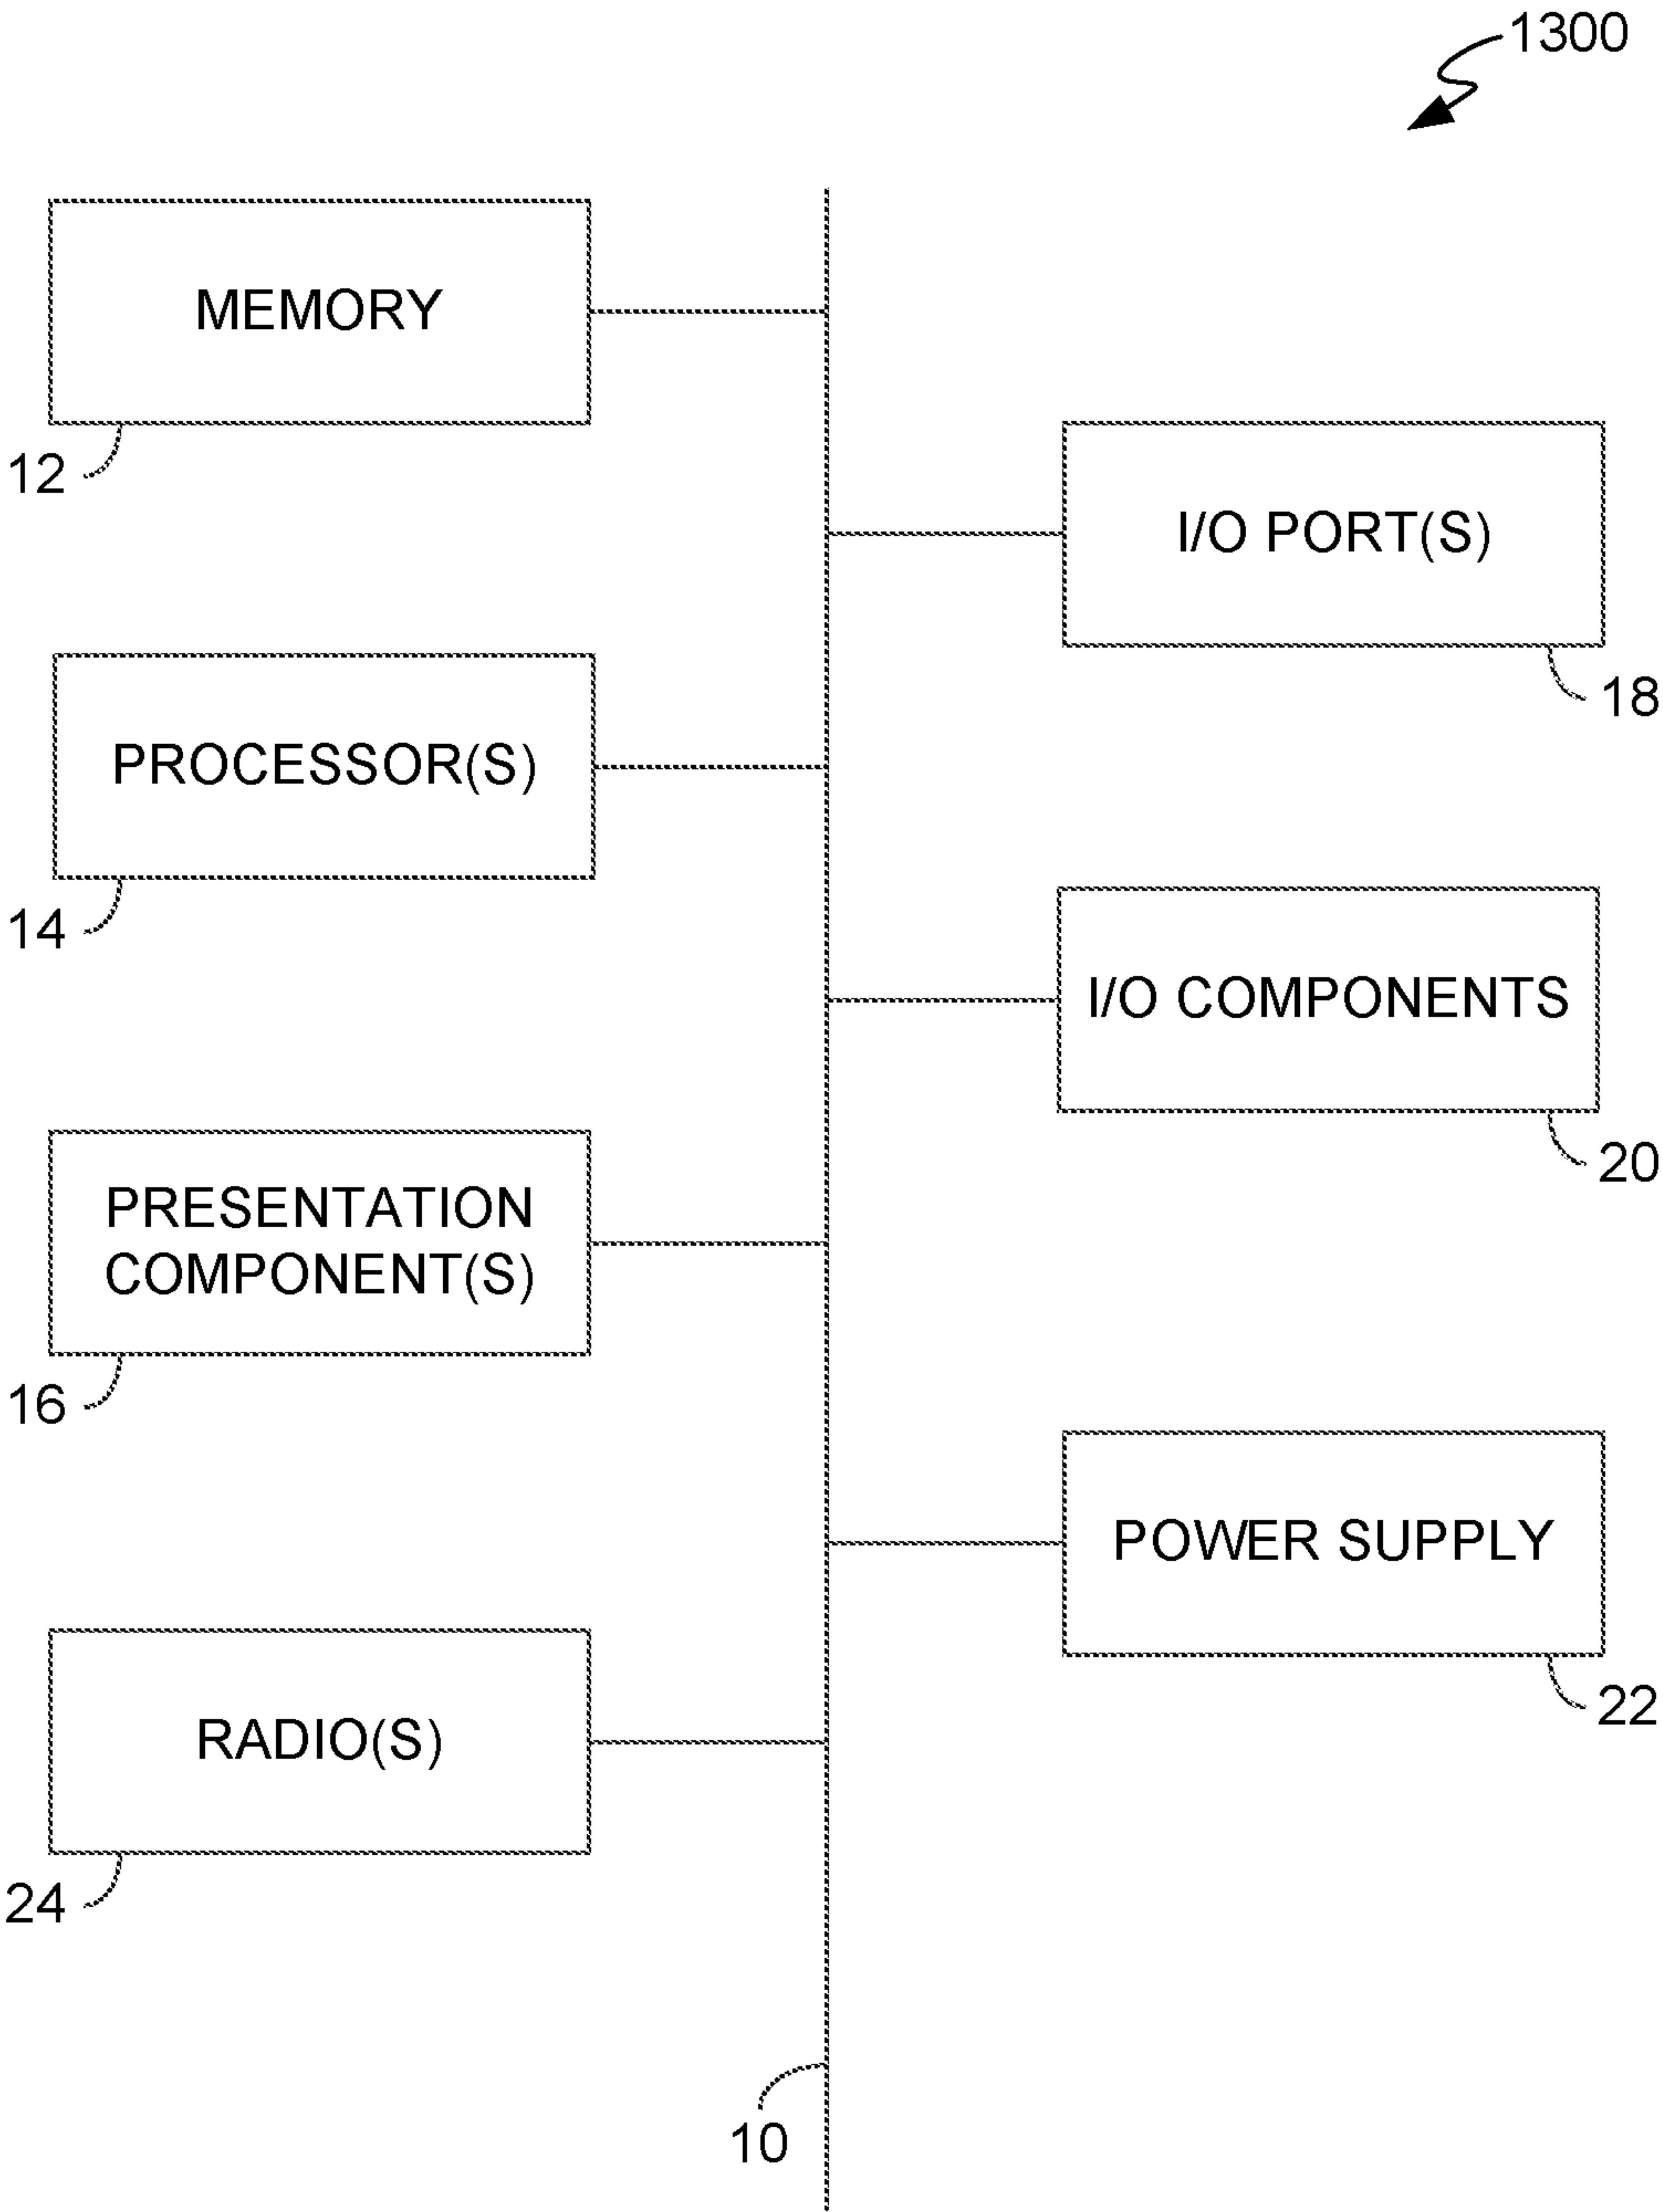 1300
MEMORY
12
I/O PORT(S)
18
PROCESSOR(S)
14
I/O COMPONENTS
20
PRESENTATION
COMPONENT(S)
16
POWER SUPPLY
22
RADIO(S)
24
10